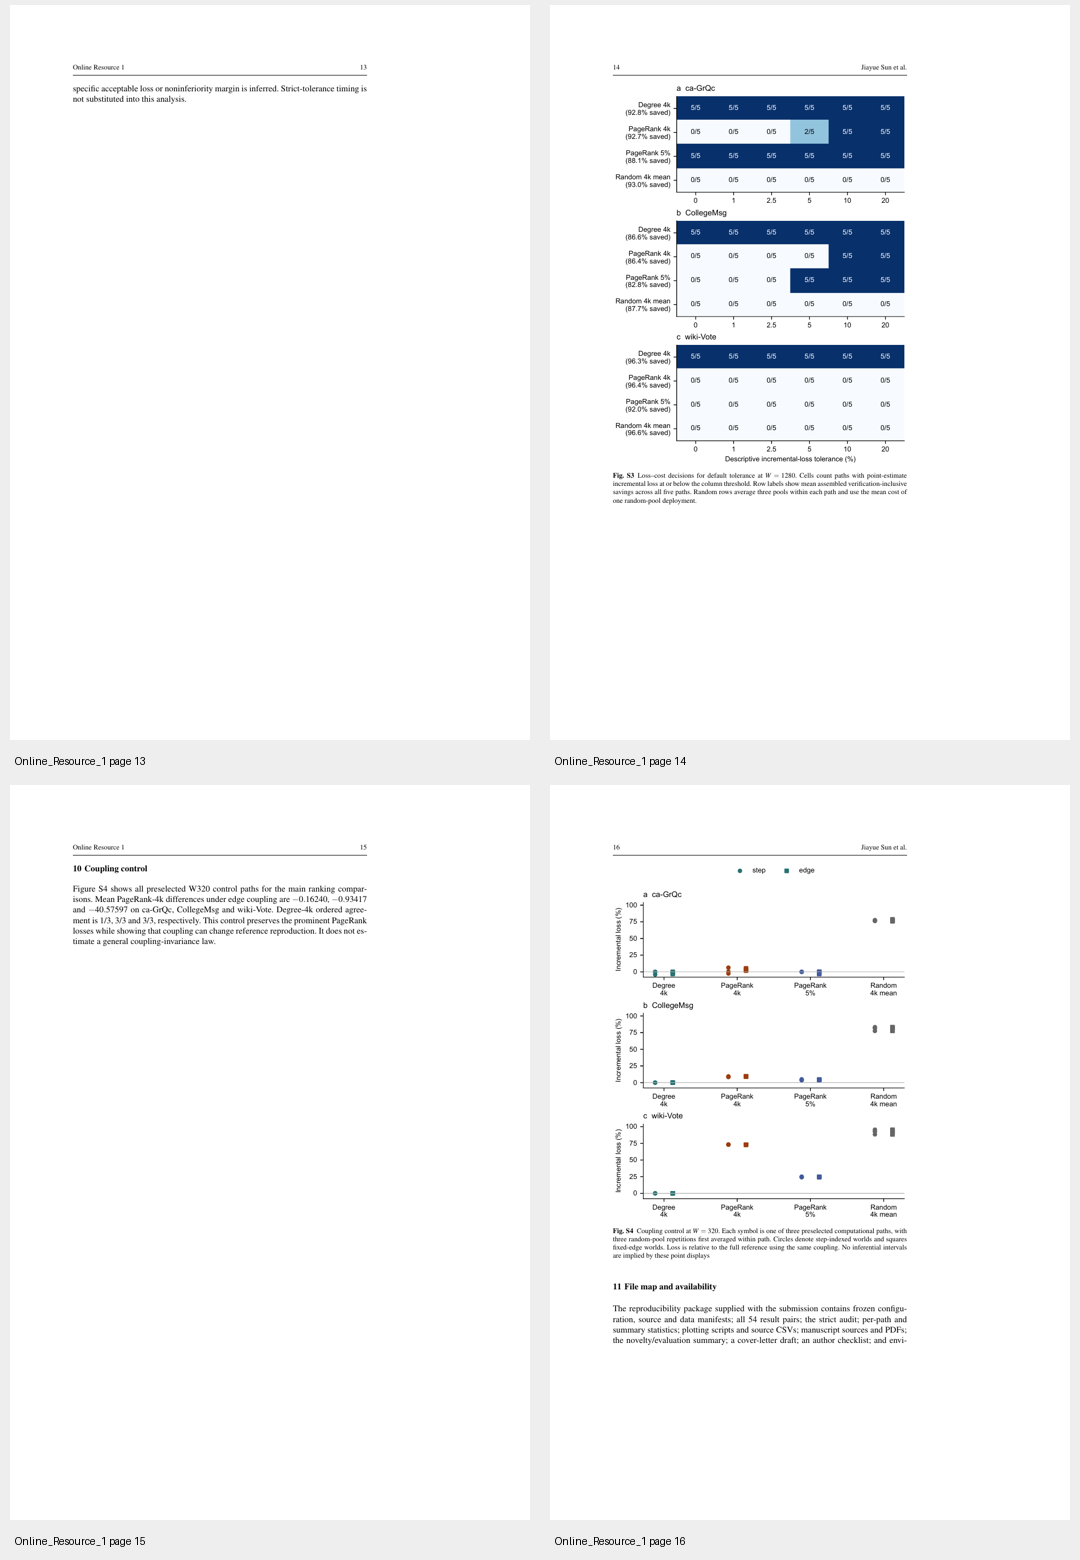 Online Resource 1 13
specific acceptable loss or noninferiority margin is inferred. Strict-tolerance timing is
not substituted into this analysis.
Online_Resource_1 page 13
14 Jiayue Sun et al.
a ca-GrQc
Degree 4k
(92.8% saved)
5/5 5/5 5/5 5/5 5/5 5/5
PageRank 4k
(92.7% saved)
0/5 0/5 0/5 2/5 5/5 5/5
PageRank 5%
(88.1% saved)
5/5 5/5 5/5 5/5 5/5 5/5
Random 4k mean
(93.0% saved)
0/5 0/5 0/5 0/5 0/5 0/5
0 1 2.5 5 10 20
b CollegeMsg
Degree 4k
(86.6% saved)
5/5 5/5 5/5 5/5 5/5 5/5
PageRank 4k
(86.4% saved)
0/5 0/5 0/5 0/5 5/5 5/5
PageRank 5%
(82.8% saved)
0/5 0/5 0/5 5/5 5/5 5/5
Random 4k mean
(87.7% saved)
0/5 0/5 0/5 0/5 0/5 0/5
0 1 2.5 5 10 20
c wiki-Vote
Degree 4k
(96.3% saved)
5/5 5/5 5/5 5/5 5/5 5/5
PageRank 4k
(96.4% saved)
0/5 0/5 0/5 0/5 0/5 0/5
PageRank 5%
(92.0% saved)
0/5 0/5 0/5 0/5 0/5 0/5
Random 4k mean
(96.6% saved)
0/5 0/5 0/5 0/5 0/5 0/5
0 1 2.5 5 10 20
Descriptive incremental-loss tolerance (%)
Fig. S3 Loss–cost decisions for default tolerance at W = 1280. Cells count paths with point-estimate
incremental loss at or below the column threshold. Row labels show mean assembled verification-inclusive
savings across all five paths. Random rows average three pools within each path and use the mean cost of
one random-pool deployment.
Online_Resource_1 page 14
Online Resource 1 15
10 Coupling control
Figure S4 shows all preselected W320 control paths for the main ranking compar-
isons. Mean PageRank-4k differences under edge coupling are −0.16240, −0.93417
and −40.57597 on ca-GrQc, CollegeMsg and wiki-Vote. Degree-4k ordered agree-
ment is 1/3, 3/3 and 3/3, respectively. This control preserves the prominent PageRank
losses while showing that coupling can change reference reproduction. It does not es-
timate a general coupling-invariance law.
Online_Resource_1 page 15
16 Jiayue Sun et al.
step edge
a ca-GrQc
Incremental loss (%)
100
75
50
25
0
Degree PageRank PageRank Random
4k 4k 5% 4k mean
b CollegeMsg
Incremental loss (%)
100
75
50
25
0
Degree PageRank PageRank Random
4k 4k 5% 4k mean
c wiki-Vote
Incremental loss (%)
100
75
50
25
0
Degree PageRank PageRank Random
4k 4k 5% 4k mean
Fig. S4 Coupling control at W = 320. Each symbol is one of three preselected computational paths, with
three random-pool repetitions first averaged within path. Circles denote step-indexed worlds and squares
fixed-edge worlds. Loss is relative to the full reference using the same coupling. No inferential intervals
are implied by these point displays
11 File map and availability
The reproducibility package supplied with the submission contains frozen configu-
ration, source and data manifests; all 54 result pairs; the strict audit; per-path and
summary statistics; plotting scripts and source CSVs; manuscript sources and PDFs;
the novelty/evaluation summary; a cover-letter draft; an author checklist; and envi-
Online_Resource_1 page 16